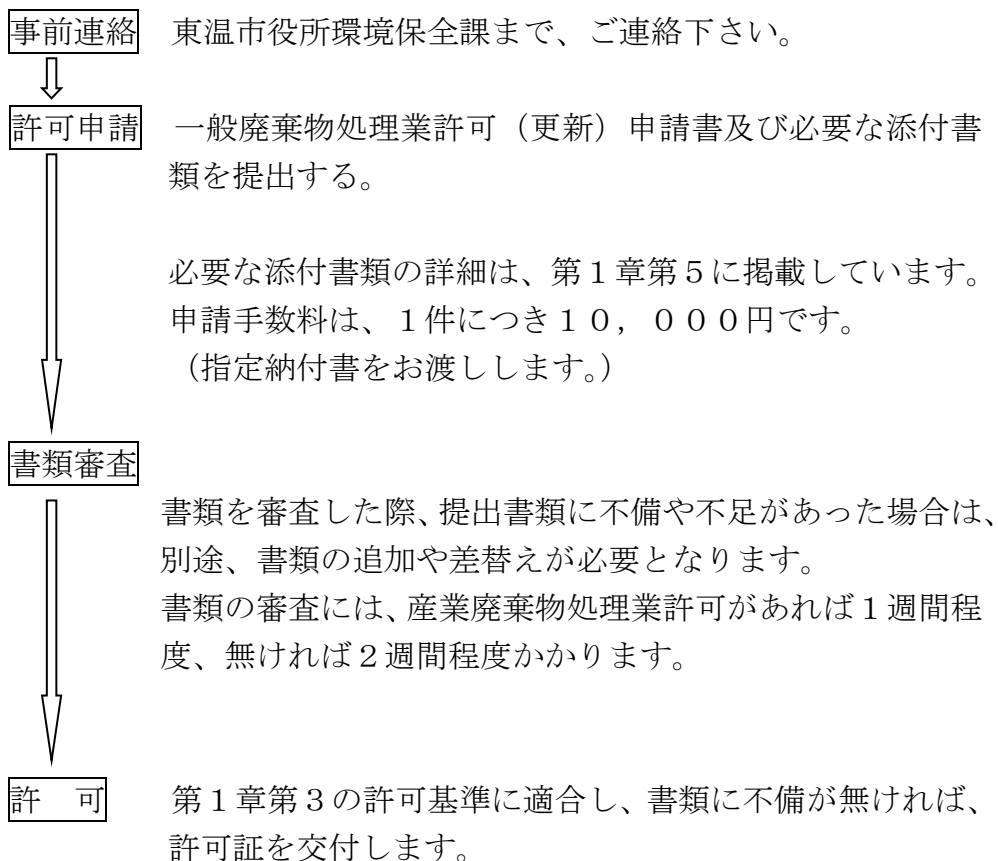 事前連絡　東温市役所環境保全課まで、ご連絡下さい。
許可申請　一般廃棄物処理業許可（更新）申請書及び必要な添付書
類を提出する。
必要な添付書類の詳細は、第１章第５に掲載しています。
申請手数料は、１件につき１０，０００円です。
（指定納付書をお渡しします。）
書類審査
書類を審査した際、提出書類に不備や不足があった場合は、
別途、書類の追加や差替えが必要となります。
書類の審査には、産業廃棄物処理業許可があれば１週間程
度、無ければ２週間程度かかります。
許　可　第１章第３の許可基準に適合し、書類に不備が無ければ、
許可証を交付します。